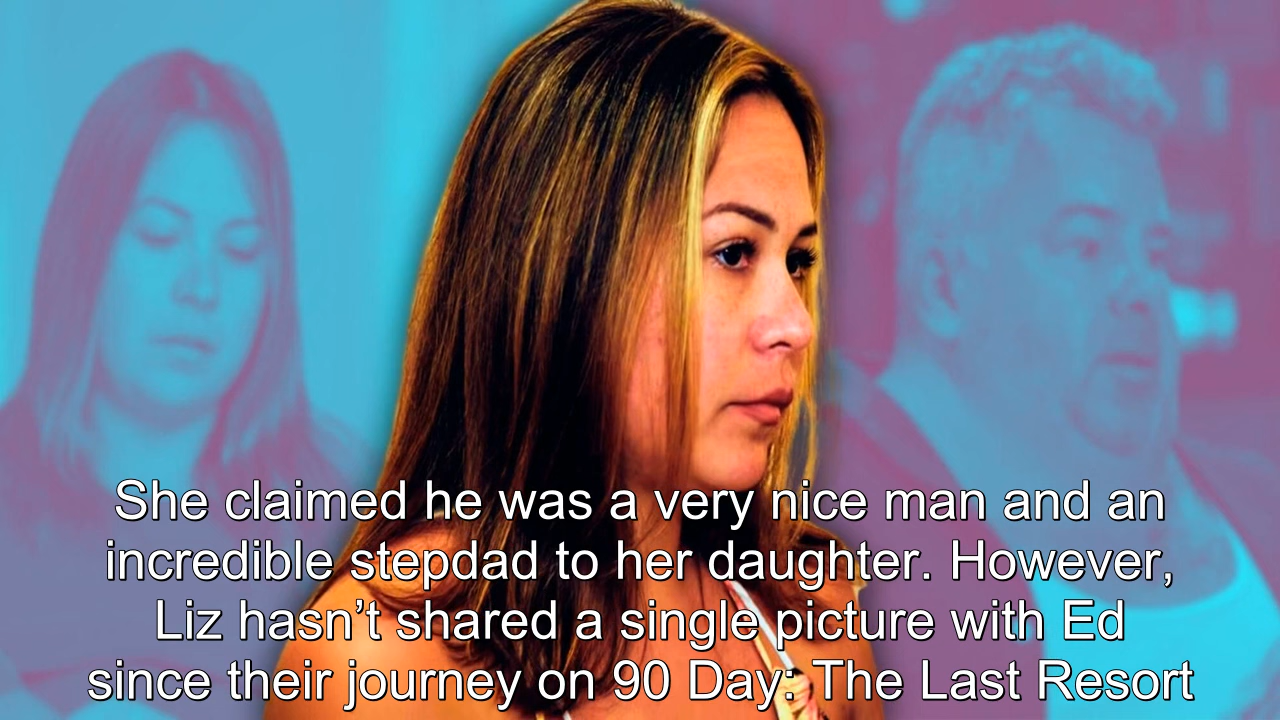 She claimed he was a very nice man and an
incredible stepdad to her daughter. However,
Liz hasn’t shared a single picture with Ed
since their journey on 90 Day: The Last Resort